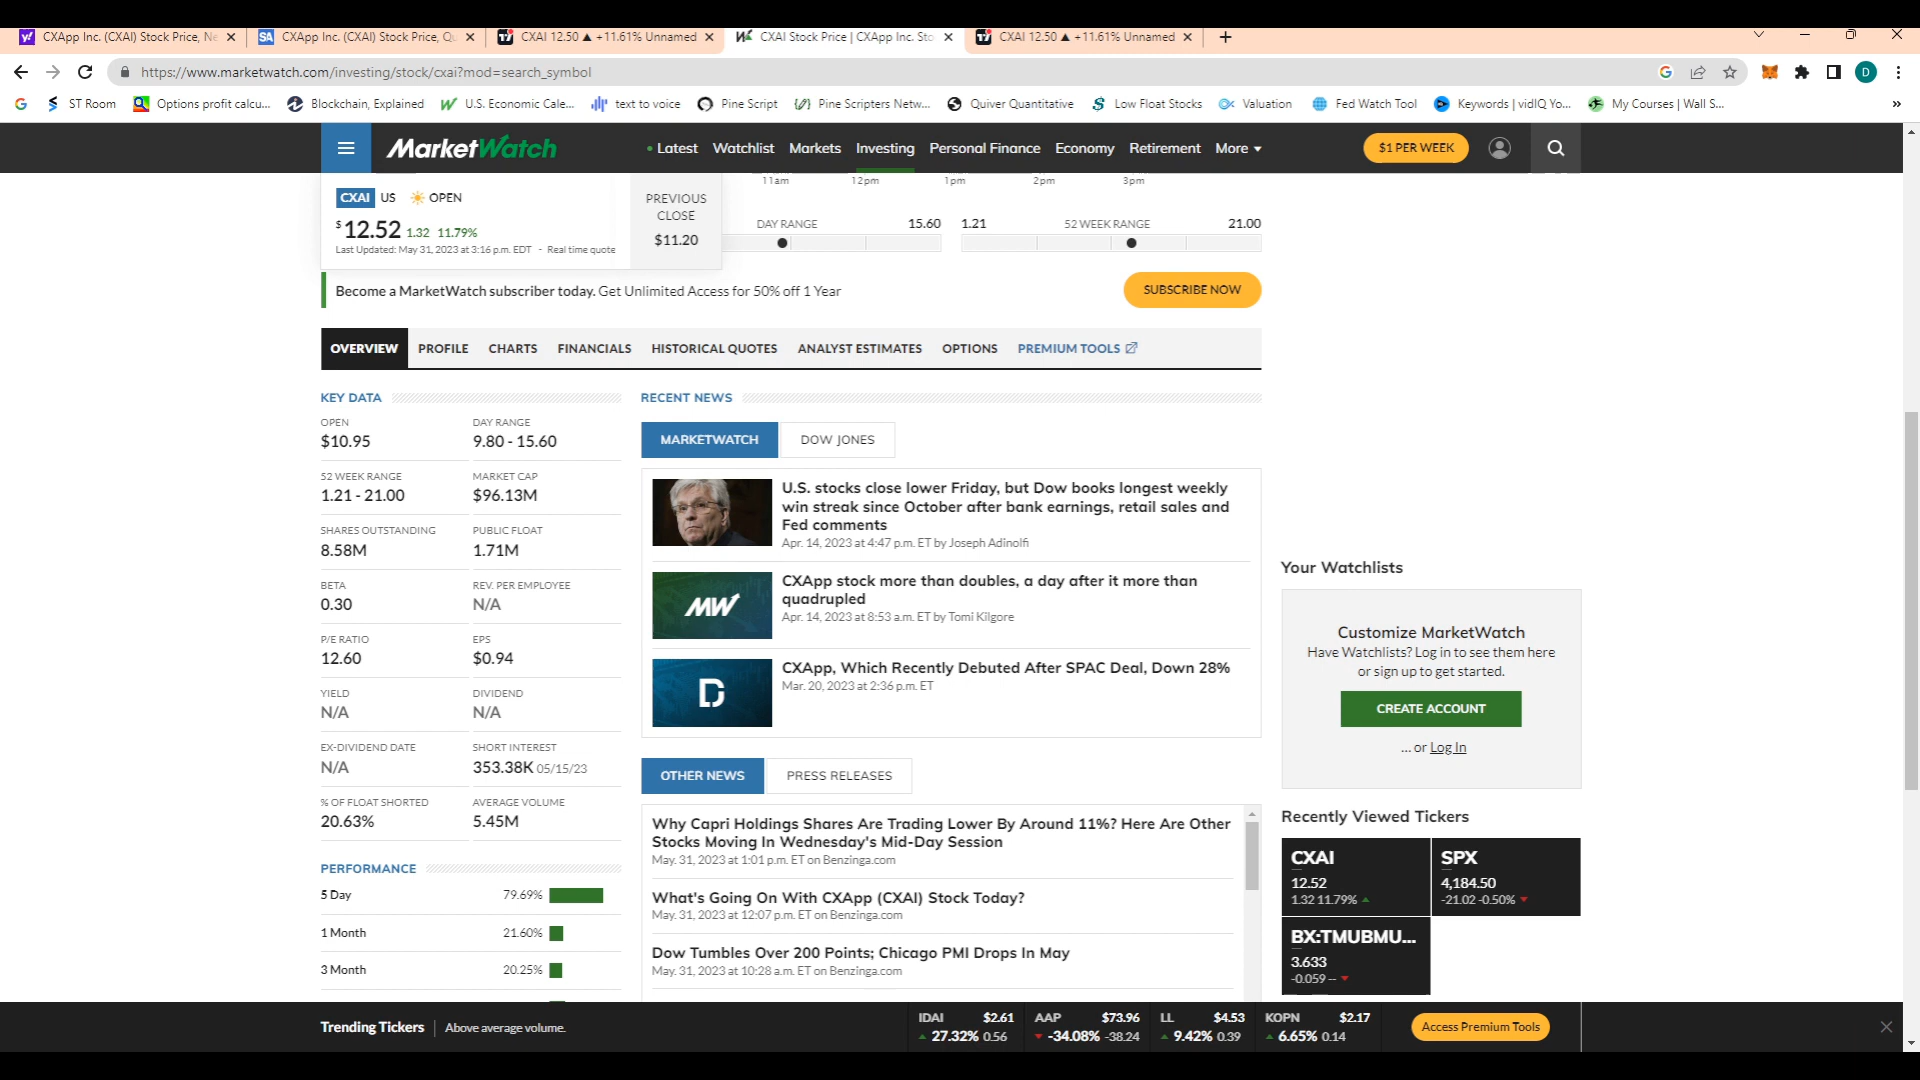 CXApp Inc. (CXAI) Stock Price, Ne
CXApp Inc. (CXAI) Stock Price, Qu
CXAI 12.50 ▲ +11.61% Unnamed
CXAI Stock Price | CXApp Inc. Sto
CXAI 12.50 ▲ +11.61% Unnamed
https://www.marketwatch.com/investing/stock/cxai?mod=search_symbol
D
ST Room
Options profit calcu...
Blockchain, Explained
U.S. Economic Cale...
text to voice
Pine Script
Pine Scripters Netw...
Quiver Quantitative
Low Float Stocks
Valuation
Fed Watch Tool
Keywords | vidIQ Yo...
My Courses | Wall S...
»
MarketWatch
• Latest Watchlist Markets Investing Personal Finance Economy Retirement More
$1 PER WEEK
11am 12pm 1pm 2pm 3pm
CXAI US OPEN
$12.52 1.32 11.79%
Last Updated: May 31, 2023 at 3:16 p.m. EDT - Real time quote
PREVIOUS
CLOSE
$11.20
DAY RANGE 15.60
1.21 52 WEEK RANGE 21.00
Become a MarketWatch subscriber today. Get Unlimited Access for 50% off 1 Year
SUBSCRIBE NOW
OVERVIEW PROFILE CHARTS FINANCIALS HISTORICAL QUOTES ANALYST ESTIMATES OPTIONS PREMIUM TOOLS
KEY DATA
OPEN
$10.95
DAY RANGE
9.80 - 15.60
52 WEEK RANGE
1.21 - 21.00
MARKET CAP
$96.13M
SHARES OUTSTANDING
8.58M
PUBLIC FLOAT
1.71M
BETA
0.30
REV. PER EMPLOYEE
N/A
P/E RATIO
12.60
EPS
$0.94
YIELD
N/A
DIVIDEND
N/A
EX-DIVIDEND DATE
N/A
SHORT INTEREST
353.38K 05/15/23
% OF FLOAT SHORTED
20.63%
AVERAGE VOLUME
5.45M
PERFORMANCE
5 Day 79.69%
1 Month 21.60%
3 Month 20.25%
RECENT NEWS
MARKETWATCH DOW JONES
U.S. stocks close lower Friday, but Dow books longest weekly
win streak since October after bank earnings, retail sales and
Fed comments
Apr. 14, 2023 at 4:47 p.m. ET by Joseph Adinolfi
MW
CXApp stock more than doubles, a day after it more than
quadrupled
Apr. 14, 2023 at 8:53 a.m. ET by Tomi Kilgore
D
CXApp, Which Recently Debuted After SPAC Deal, Down 28%
Mar. 20, 2023 at 2:36 p.m. ET
OTHER NEWS PRESS RELEASES
Why Capri Holdings Shares Are Trading Lower By Around 11%? Here Are Other
Stocks Moving In Wednesday's Mid-Day Session
May. 31, 2023 at 1:01 p.m. ET on Benzinga.com
What's Going On With CXApp (CXAI) Stock Today?
May. 31, 2023 at 12:07 p.m. ET on Benzinga.com
Dow Tumbles Over 200 Points; Chicago PMI Drops In May
May. 31, 2023 at 10:28 a.m. ET on Benzinga.com
Your Watchlists
Customize MarketWatch
Have Watchlists? Log in to see them here
or sign up to get started.
CREATE ACCOUNT
... or Log In
Recently Viewed Tickers
CXAI
12.52
1.32 11.79%
SPX
4,184.50
-21.02 -0.50%
BX:TMUBMU...
3.633
-0.059 --
Trending Tickers | Above average volume.
IDAI $2.61
27.32% 0.56
AAP $73.96
-34.08% -38.24
LL $4.53
9.42% 0.39
KOPN $2.17
6.65% 0.14
Access Premium Tools